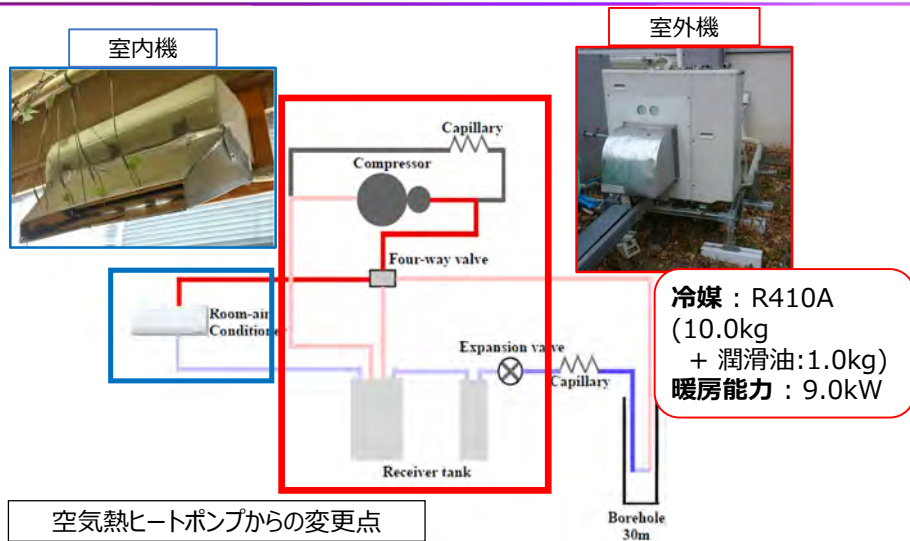 室内機
室外機
Capillary
Compressor
Four-way valve
Room-air
Conditioner
Expansion valve
Capillary
Receiver tank
Borehole
30m
冷媒：R410A
(10.0kg
+ 潤滑油:1.0kg)
暖房能力：9.0kW
空気熱ヒートポンプからの変更点